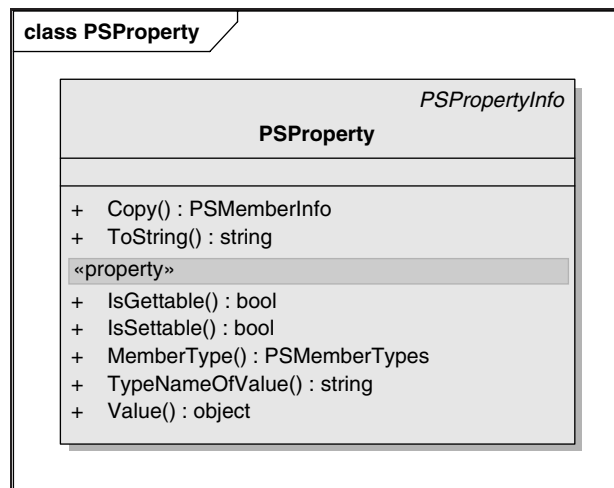 class PSProperty
PSPropertyInfo
PSProperty
+ Copy() : PSMemberInfo
+ ToString() : string
«property»
+ IsGettable() : bool
+ IsSettable() : bool
+ MemberType() : PSMemberTypes
+ TypeNameOfValue() : string
+ Value() : object